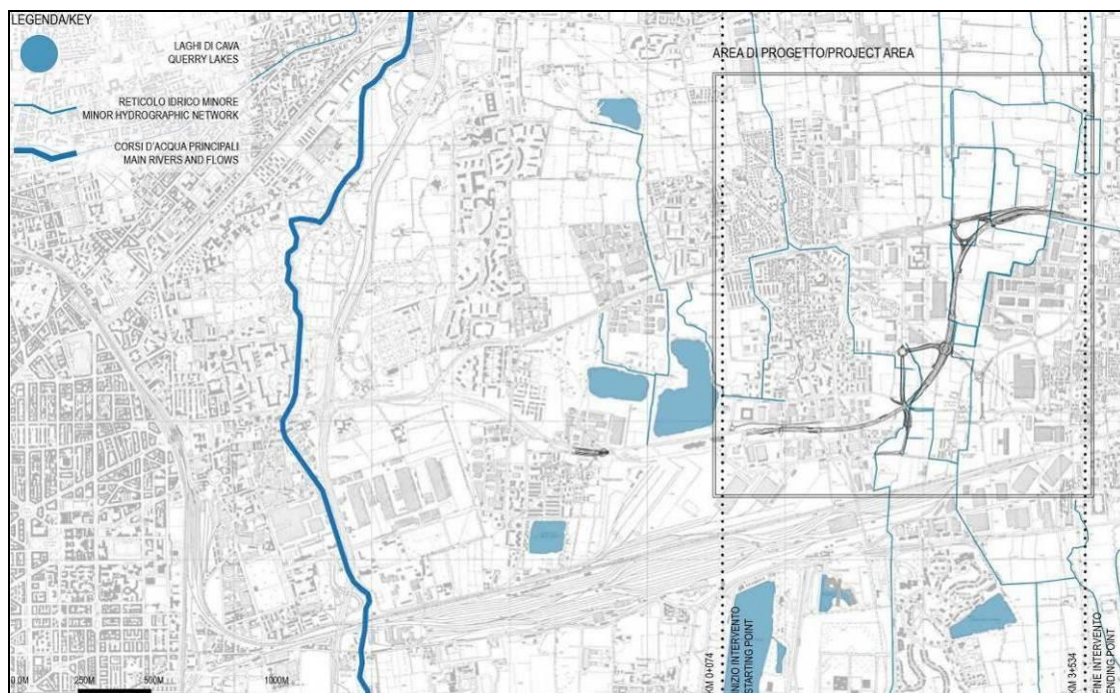 LEGENDA/KEY
LAGHI DI CAVA
QUERRY LAKES
RETICOLO IDRICO MINORE
MINOR HYDROGRAPHIC NETWORK
CORSI D'ACQUA PRINCIPALI
MAIN RIVERS AND FLOWS
AREA DI PROGETTO/PROJECT AREA
0.0M
250M
500M
1000M
KM 0+074
INIZIO INTERVENTO
STARTING POINT
KM 3+534
FINE INTERVENTO
ENDING POINT